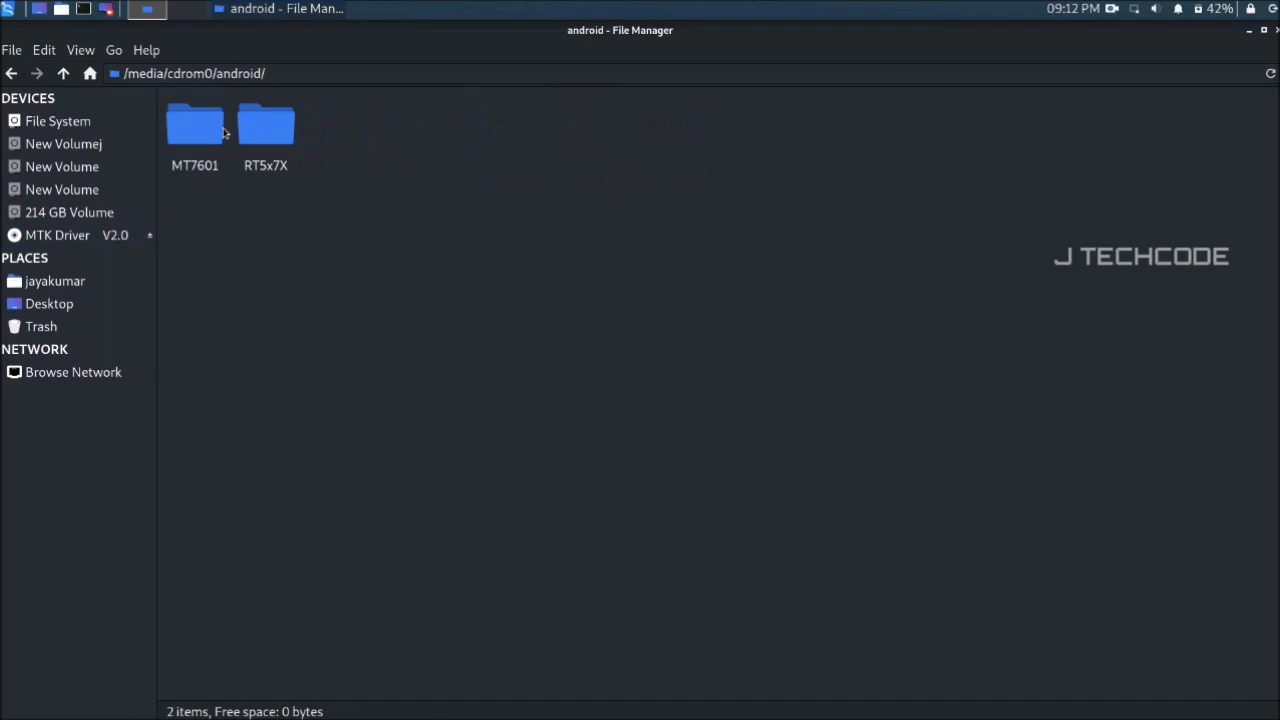 android - File Man...
09:12 PM
42%
android - File Manager
File Edit View Go Help
/media/cdrom0/android/
DEVICES
File System
New Volumej
New Volume
New Volume
214 GB Volume
MTK Driver V2.0
PLACES
jayakumar
Desktop
Trash
NETWORK
Browse Network
MT7601
RT5x7X
J TECHCODE
2 items, Free space: 0 bytes